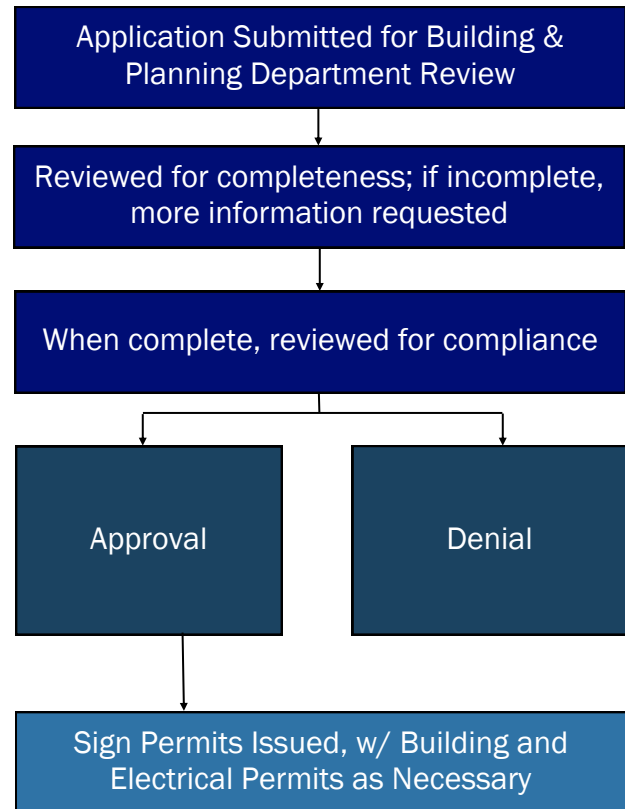 Application Submitted for Building &
Planning Department Review
Reviewed for completeness; if incomplete,
more information requested
When complete, reviewed for compliance
Approval
Denial
Sign Permits Issued, w/ Building and
Electrical Permits as Necessary